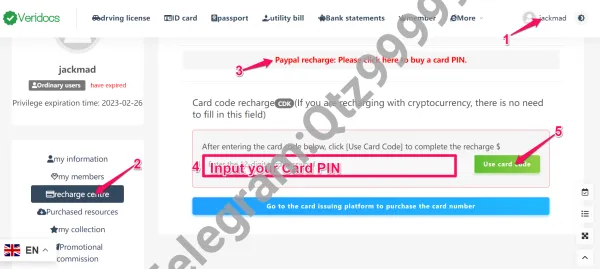 Veridocs
driving license
ID card
passport
utility bill
Bank statements
member
More
jackmad
1
jackmad
Ordinary users
have expired
Privilege expiration time: 2023-02-26
3
Paypal recharge: Please click here to buy a card PIN.
Card code recharge CDK (If you are recharging with cryptocurrency, there is no need
to fill in this field)
After entering the card code below, click [Use Card Code] to complete the recharge $
4 Input your Card PIN
Use card code
5
Go to the card issuing platform to purchase the card number
my information
my members
recharge centre
2
Purchased resources
my collection
Promotional
commission
EN
Telegram:Qtz9999